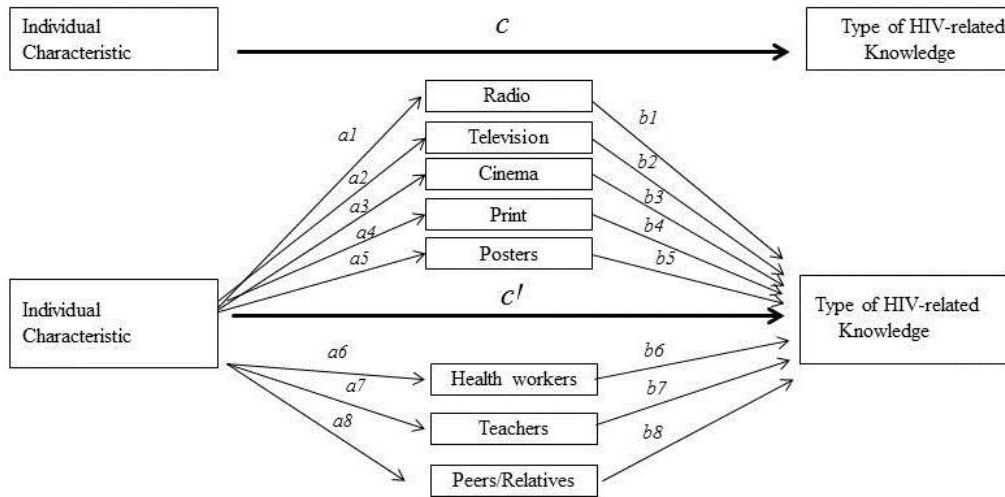 Individual
Characteristic
c
Type of HIV-related
Knowledge
Radio
Television
Cinema
Print
Posters
a1
a2
a3
a4
a5
b1
b2
b3
b4
b5
Individual
Characteristic
c'
Type of HIV-related
Knowledge
a6
a7
a8
Health workers
Teachers
Peers/Relatives
b6
b7
b8